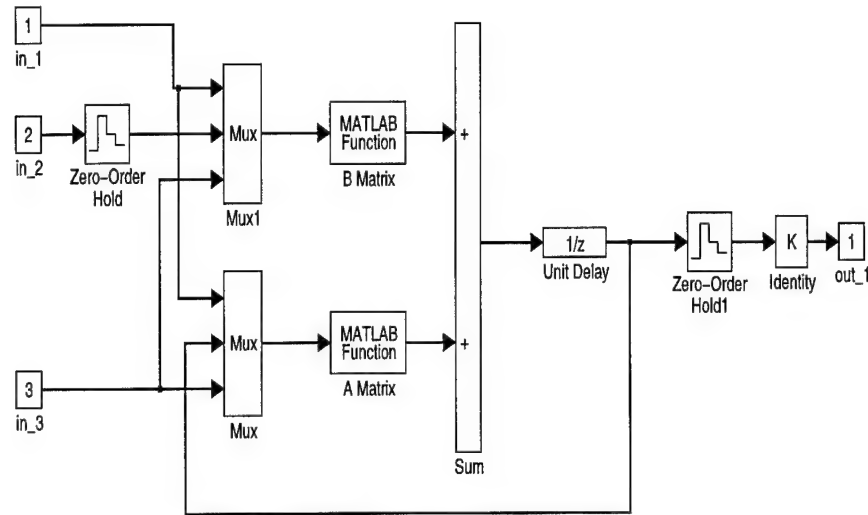 1
in_1
2
in_2
Zero-Order
Hold
Mux
Mux1
MATLAB
Function
B Matrix
+
1/z
Unit Delay
Zero-Order
Hold1
K
Identity
1
out_1
3
in_3
Mux
Mux
MATLAB
Function
A Matrix
+
Sum